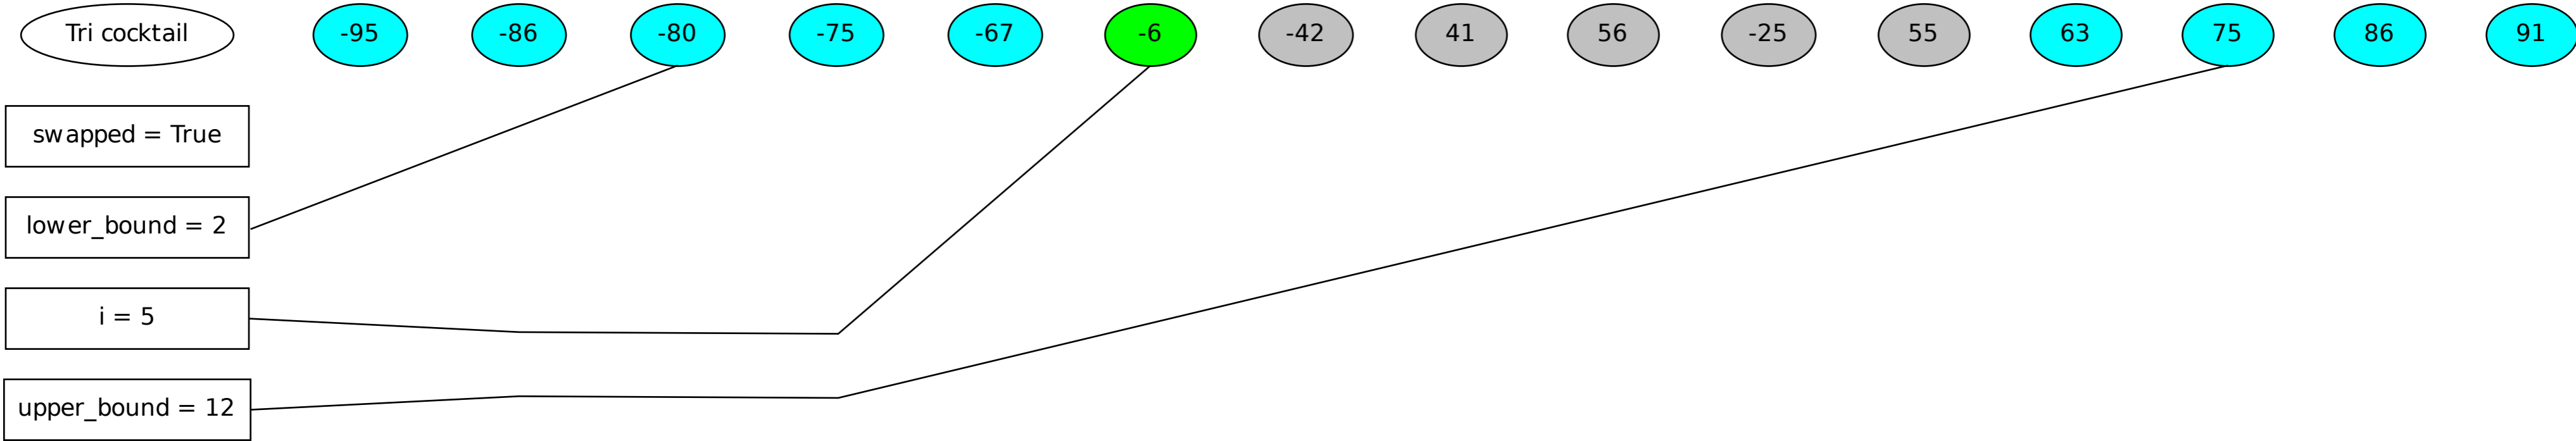 Tri cocktail -95 -86 -80 -75 -67 -6 -42 41 56 -25 55 63 75 86 91
swapped = True
lower_bound = 2
i = 5
upper_bound = 12